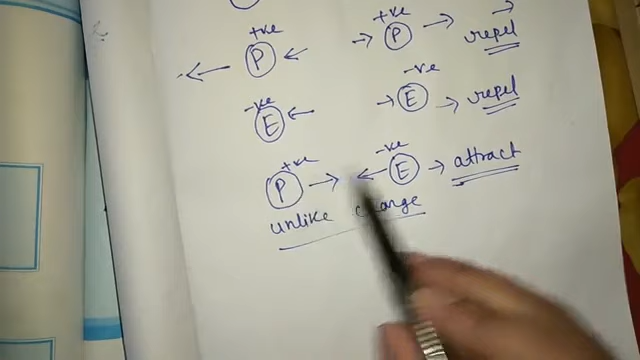 +ve +ve
P P repel
-ve -ve
E E repel
+ve -ve
P E attract
unlike charge